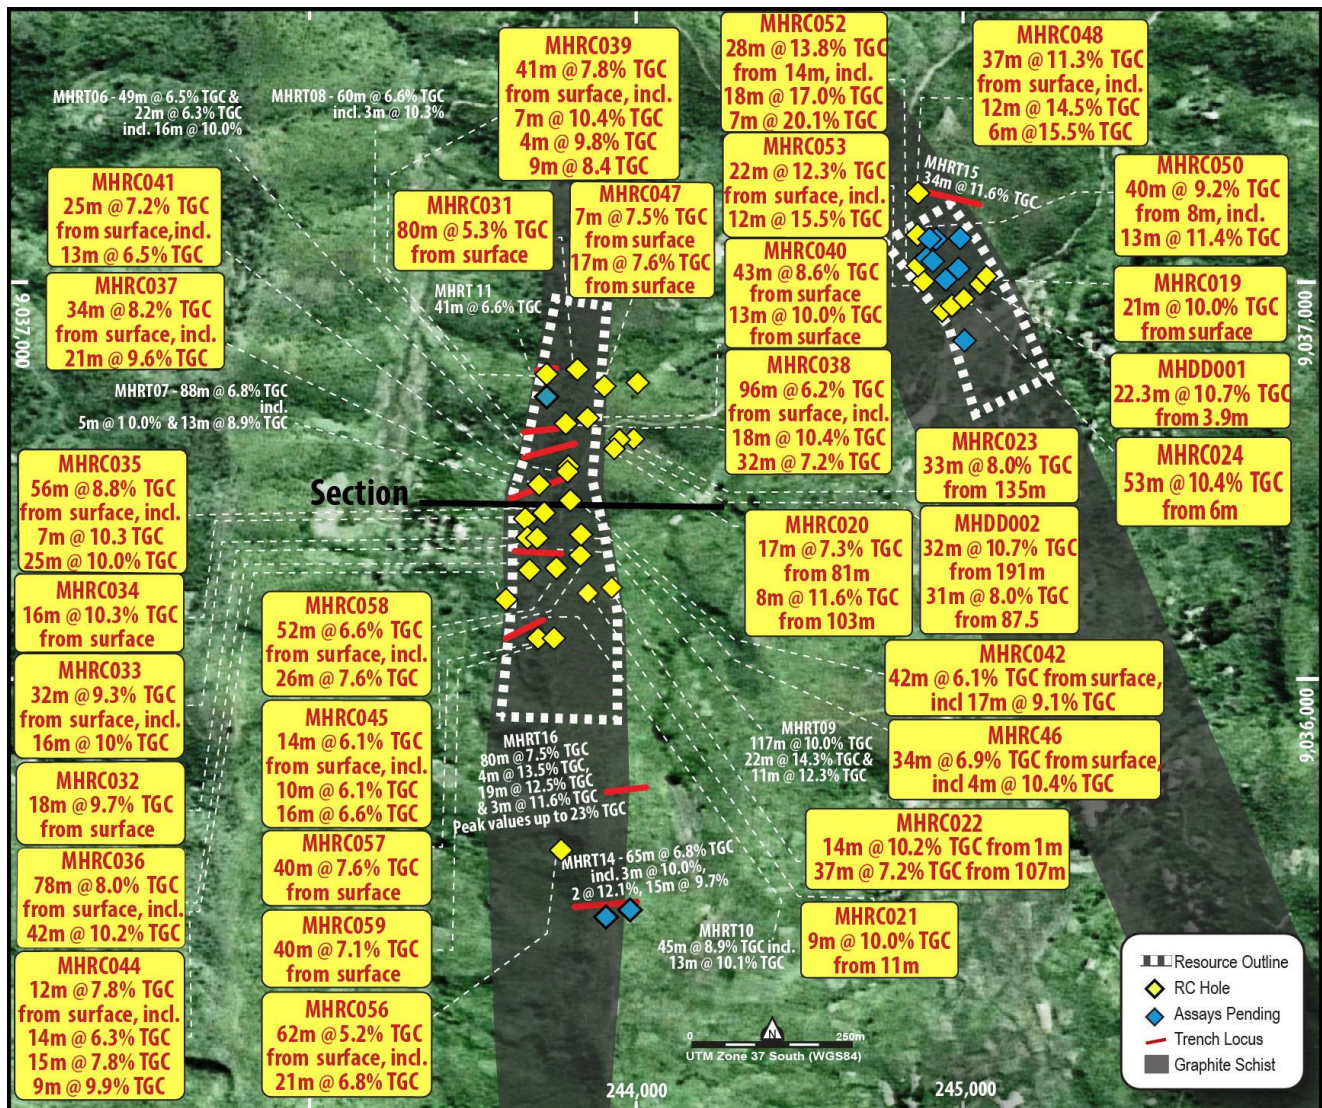 MHRC039
41m @ 7.8% TGC
from surface, incl.
7m @ 10.4% TGC
4m @ 9.8% TGC
9m @ 8.4 TGC
MHRC052
28m @ 13.8% TGC
from 14m, incl.
18m @ 17.0% TGC
7m @ 20.1% TGC
MHRC048
37m @ 11.3% TGC
from surface, incl.
12m @ 14.5% TGC
6m @15.5% TGC
MHRT06 - 49m @ 6.5% TGC &
22m @ 6.3% TGC
incl. 16m @ 10.0%
MHRT08 - 60m @ 6.6% TGC
incl. 3m @ 10.3%
MHRC053
22m @ 12.3% TGC
from surface, incl.
12m @ 15.5% TGC
MHRT15
34m @ 11.6% TGC
MHRC050
40m @ 9.2% TGC
from 8m, incl.
13m @ 11.4% TGC
MHRC041
25m @ 7.2% TGC
from surface,incl.
13m @ 6.5% TGC
MHRC031
80m @ 5.3% TGC
from surface
MHRC047
7m @ 7.5% TGC
from surface
17m @ 7.6% TGC
from surface
MHRC040
43m @ 8.6% TGC
from surface
13m @ 10.0% TGC
from surface
MHRC019
21m @ 10.0% TGC
from surface
MHRC037
34m @ 8.2% TGC
from surface, incl.
21m @ 9.6% TGC
MHRT 11
41m @ 6.6% TGC
9,037,000
9,037,000
MHRC038
96m @ 6.2% TGC
from surface, incl.
18m @ 10.4% TGC
32m @ 7.2% TGC
MHDD001
22.3m @ 10.7% TGC
from 3.9m
MHRT07 - 88m @ 6.8% TGC
incl.
5m @ 1 0.0% & 13m @ 8.9% TGC
MHRC023
33m @ 8.0% TGC
from 135m
MHRC024
53m @ 10.4% TGC
from 6m
MHRC035
56m @ 8.8% TGC
from surface, incl.
7m @ 10.3 TGC
25m @ 10.0% TGC
Section
MHRC020
17m @ 7.3% TGC
from 81m
8m @ 11.6% TGC
from 103m
MHDD002
32m @ 10.7% TGC
from 191m
31m @ 8.0% TGC
from 87.5
MHRC034
16m @ 10.3% TGC
from surface
MHRC058
52m @ 6.6% TGC
from surface, incl.
26m @ 7.6% TGC
MHRC033
32m @ 9.3% TGC
from surface, incl.
16m @ 10% TGC
MHRC042
42m @ 6.1% TGC from surface,
incl 17m @ 9.1% TGC
9,036,000
MHRC045
14m @ 6.1% TGC
from surface, incl.
10m @ 6.1% TGC
16m @ 6.6% TGC
MHRT16
80m @ 7.5% TGC
4m @ 13.5% TGC,
19m @ 12.5% TGC
& 3m @ 11.6% TGC
Peak values up to 23% TGC
MHRT09
117m @ 10.0% TGC
22m @ 14.3% TGC &
11m @ 12.3% TGC
MHRC46
34m @ 6.9% TGC from surface,
incl 4m @ 10.4% TGC
MHRC032
18m @ 9.7% TGC
from surface
MHRC057
40m @ 7.6% TGC
from surface
MHRC022
14m @ 10.2% TGC from 1m
37m @ 7.2% TGC from 107m
MHRC036
78m @ 8.0% TGC
from surface, incl.
42m @ 10.2% TGC
MHRT14 - 65m @ 6.8% TGC
incl. 3m @ 10.0%,
2 @ 12.1%, 15m @ 9.7%
MHRC059
40m @ 7.1% TGC
from surface
MHRT10
45m @ 8.9% TGC incl.
13m @ 10.1% TGC
MHRC021
9m @ 10.0% TGC
from 11m
MHRC044
12m @ 7.8% TGC
from surface, incl.
14m @ 6.3% TGC
15m @ 7.8% TGC
9m @ 9.9% TGC
MHRC056
62m @ 5.2% TGC
from surface, incl.
21m @ 6.8% TGC
Resource Outline
RC Hole
Assays Pending
Trench Locus
Graphite Schist
0
N
250m
UTM Zone 37 South (WGS84)
244,000
245,000